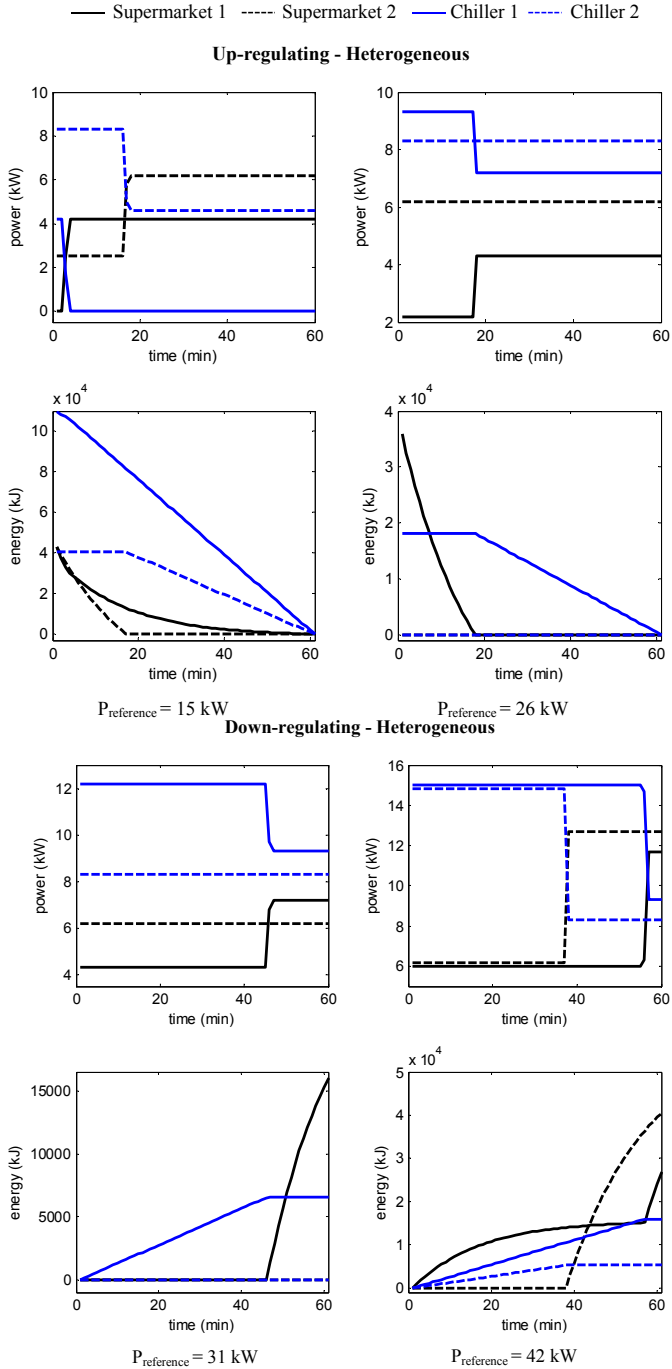 Supermarket 1 Supermarket 2 Chiller 1 Chiller 2
Up-regulating - Heterogeneous
10
8
6
4
2
0
power (kW)
0 20 40 60
time (min)
10
8
6
4
2
power (kW)
0 20 40 60
time (min)
x 10^4
10
8
6
4
2
0
energy (kJ)
0 20 40 60
time (min)
x 10^4
4
3
2
1
0
energy (kJ)
0 20 40 60
time (min)
P_reference = 15 kW P_reference = 26 kW
Down-regulating - Heterogeneous
12
10
8
6
4
power (kW)
0 20 40 60
time (min)
16
14
12
10
8
6
power (kW)
0 20 40 60
time (min)
15000
10000
5000
0
energy (kJ)
0 20 40 60
time (min)
x 10^4
5
4
3
2
1
0
energy (kJ)
0 20 40 60
time (min)
P_reference = 31 kW P_reference = 42 kW